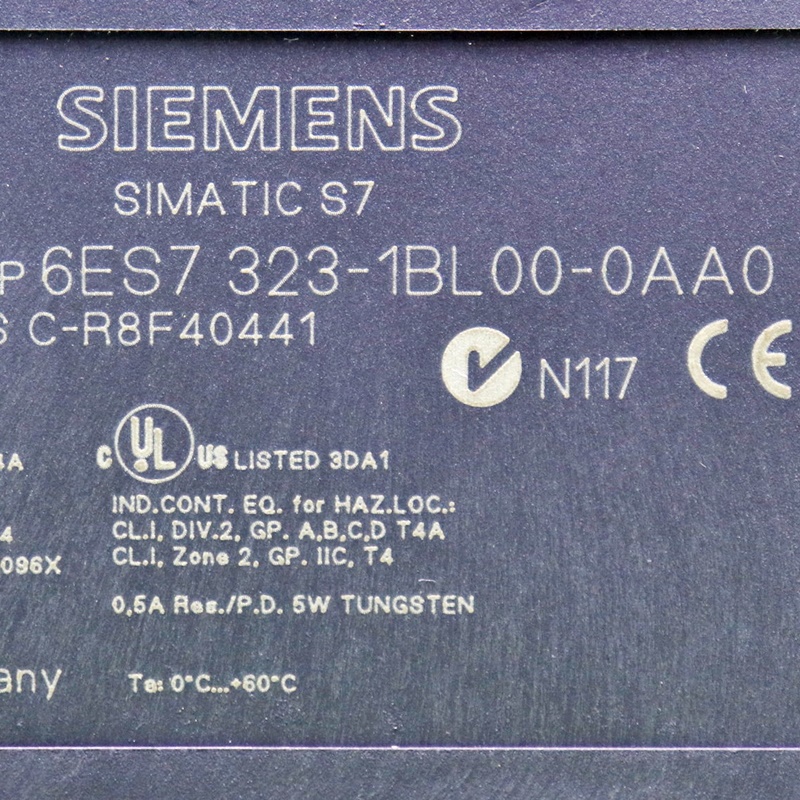 SIEMENS
SIMATIC S7
P 6ES7 323-1BL00-0AA0
S C-R8F40441
N117 CE
4A
c UL US LISTED 3DA1
IND.CONT. EQ. for HAZ.LOC.:
4 CL.I, DIV.2, GP. A,B,C,D T4A
096X CL.I, Zone 2, GP. IIC, T4
0,5A Res./P.D. 5W TUNGSTEN
any Ta: 0°C...+60°C